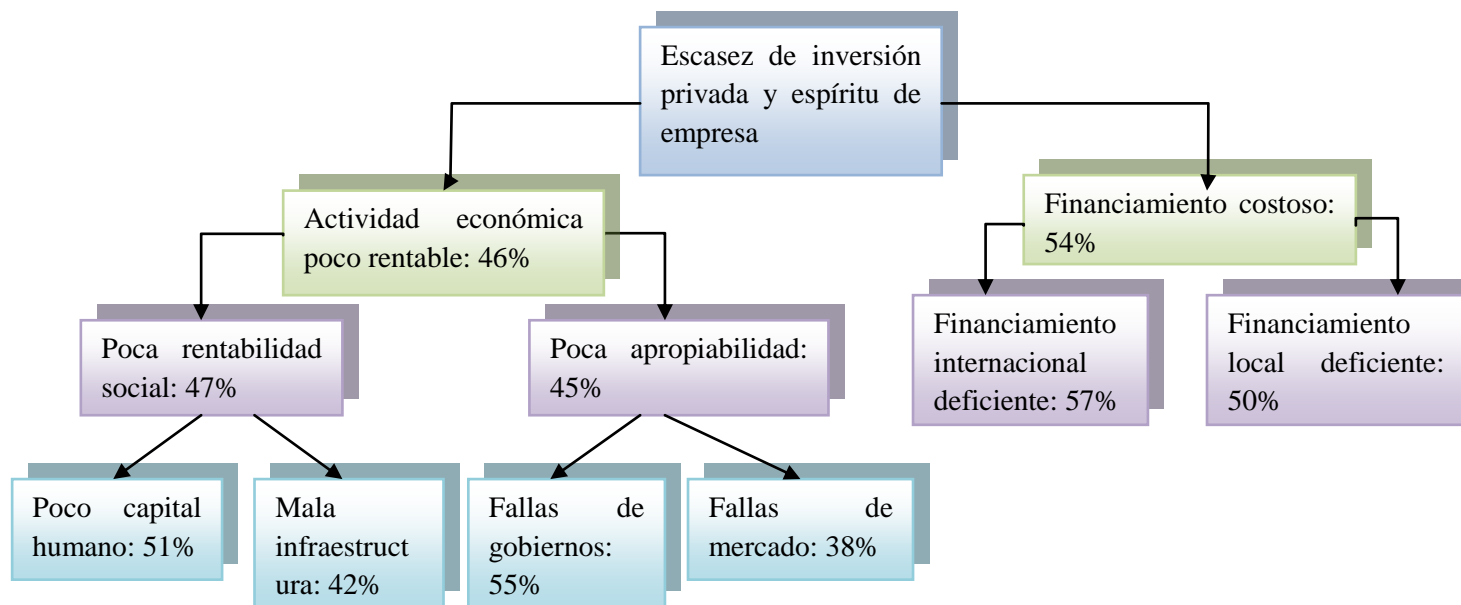 Escasez de inversión
privada y espíritu de
empresa
Actividad económica
poco rentable: 46%
Financiamiento costoso:
54%
Poca rentabilidad
social: 47%
Poca apropiabilidad:
45%
Financiamiento
internacional
deficiente: 57%
Financiamiento
local deficiente:
50%
Poco capital
humano: 51%
Mala
infraestruct
ura: 42%
Fallas de
gobiernos:
55%
Fallas de
mercado: 38%